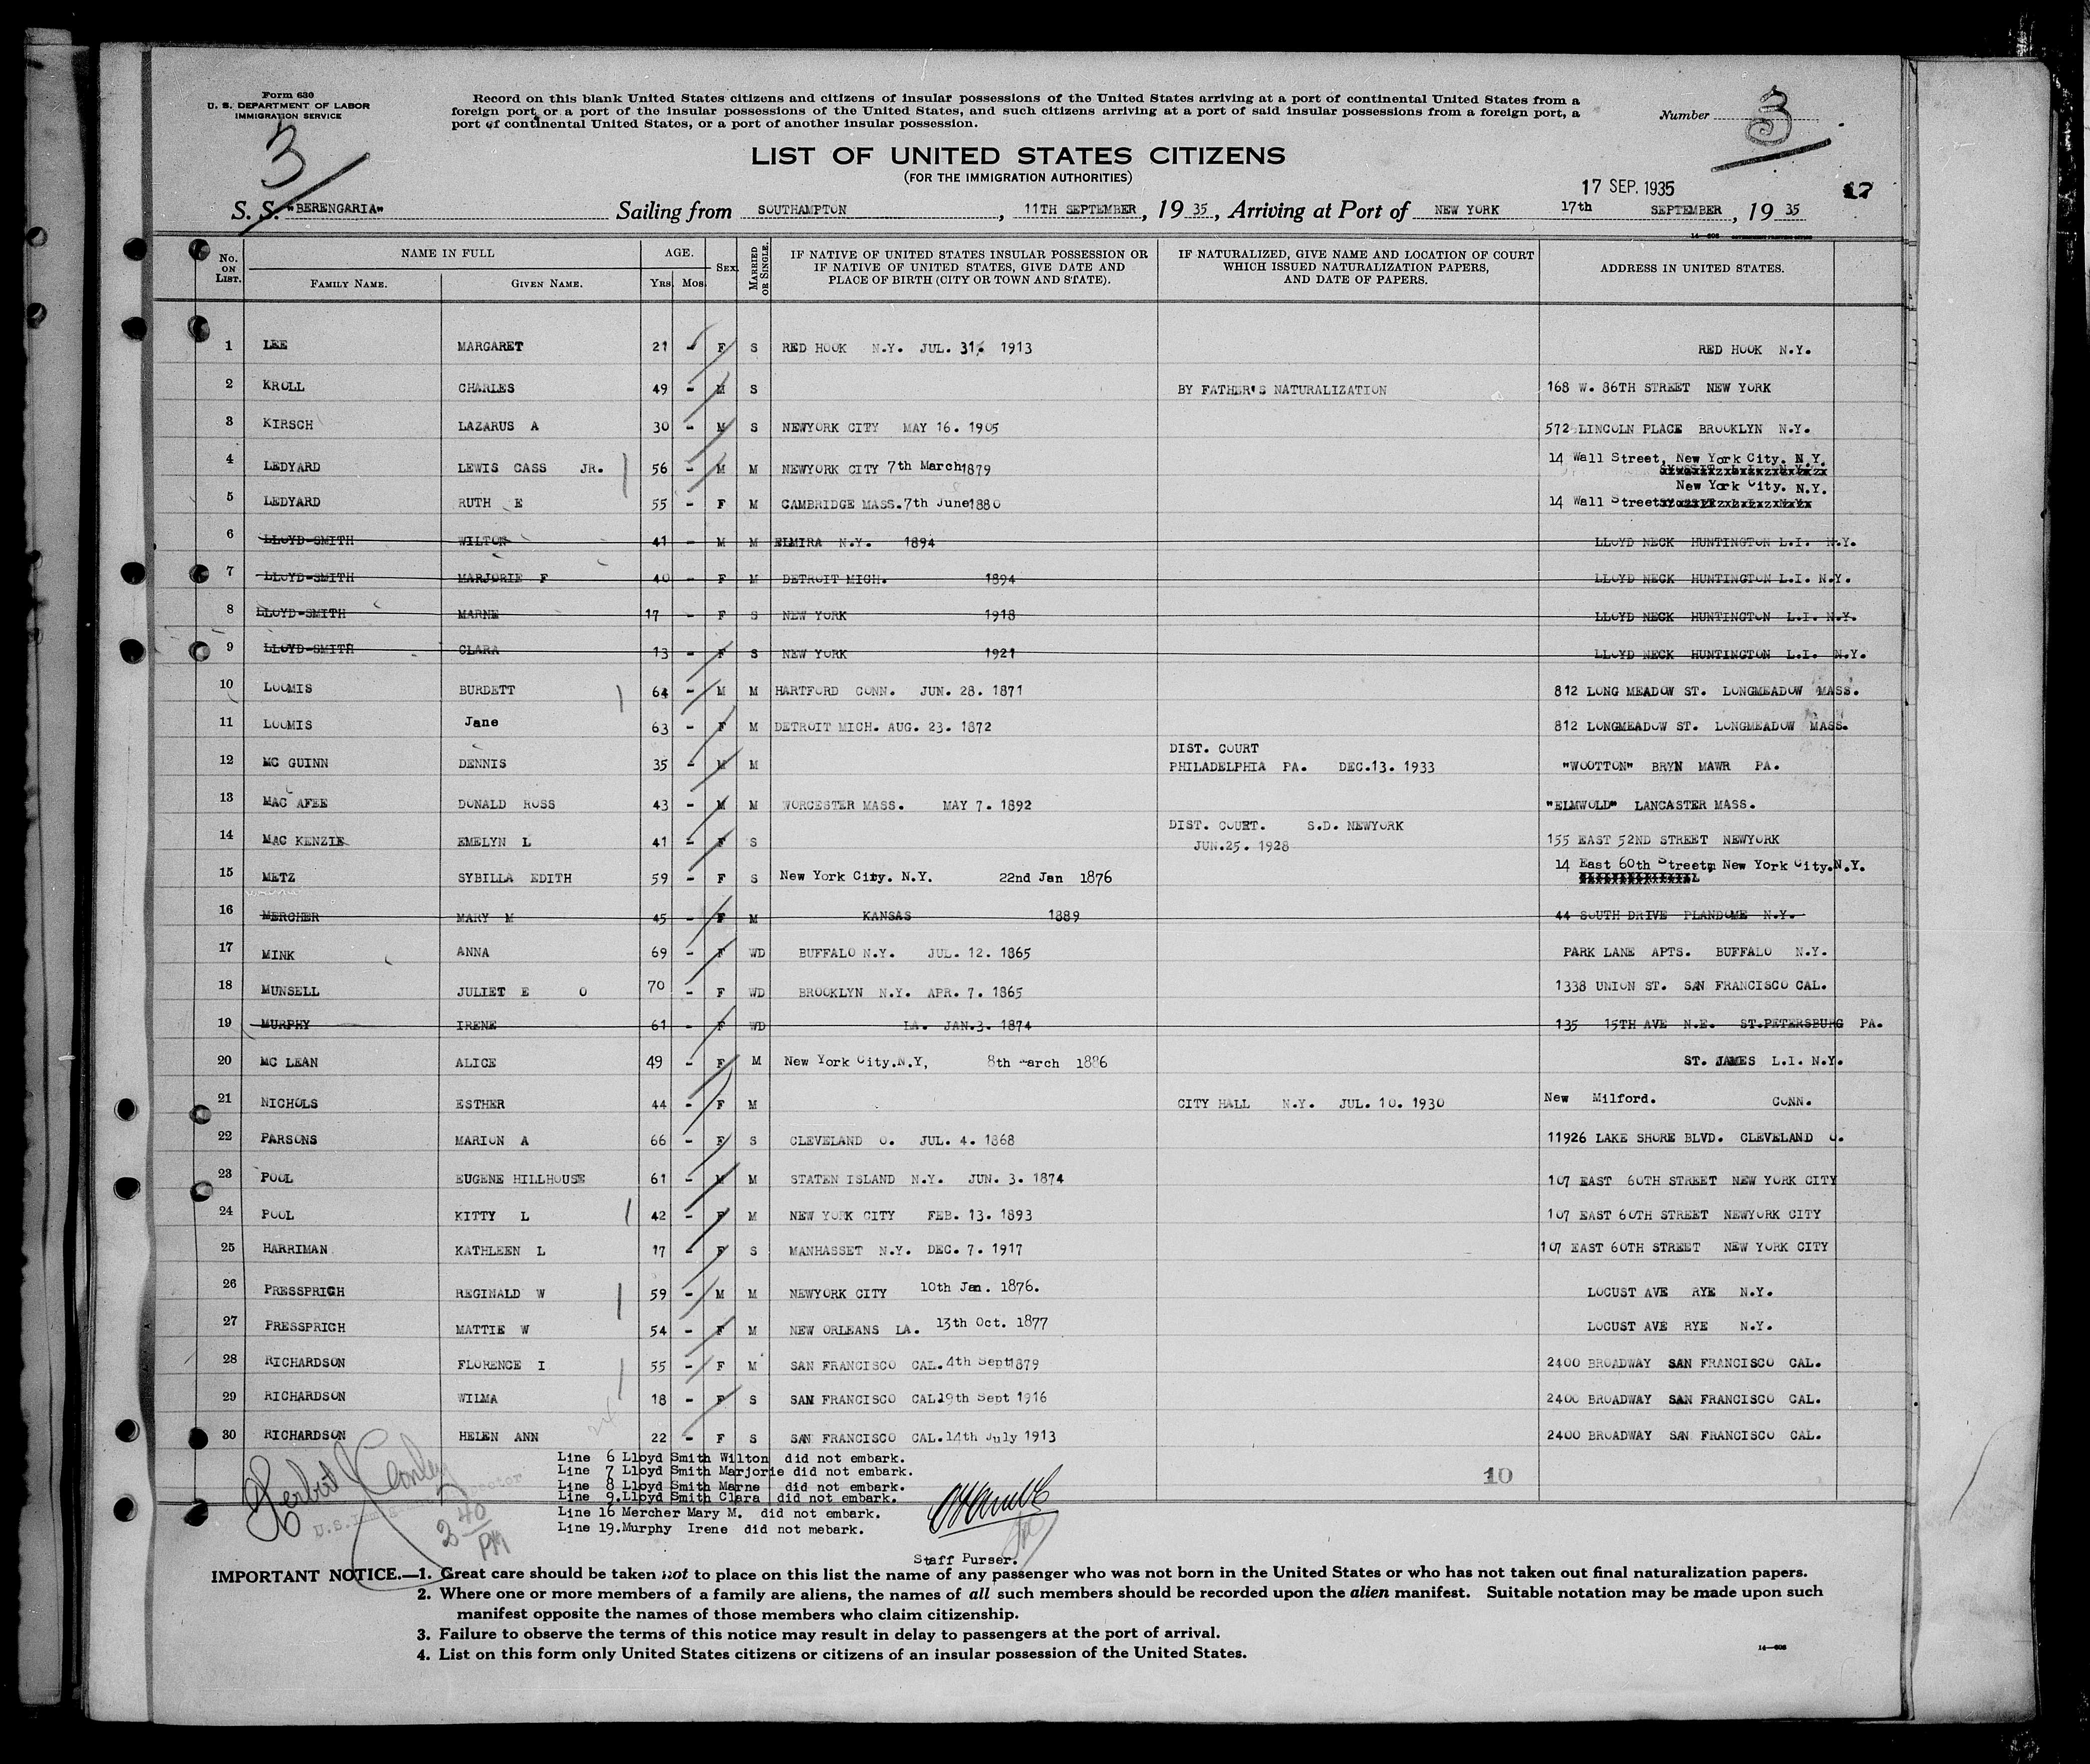 Form 630
U. S. DEPARTMENT OF LABOR
IMMIGRATION SERVICE
3
Record on this blank United States citizens and citizens of insular possessions of the United States arriving at a port of continental United States from a
foreign port, or a port of the insular possessions of the United States, and such citizens arriving at a port of said insular possessions from a foreign port, a
port of continental United States, or a port of another insular possession.
Number 3
LIST OF UNITED STATES CITIZENS
(FOR THE IMMIGRATION AUTHORITIES)
17 SEP. 1935
17
S. S. "BERENGARIA" Sailing from SOUTHAMPTON, 11TH SEPTEMBER, 1935, Arriving at Port of NEW YORK 17th SEPTEMBER, 1935
No. ON LIST. NAME IN FULL FAMILY NAME. GIVEN NAME. AGE. Yrs. Mos. SEX MARRIED OR SINGLE. IF NATIVE OF UNITED STATES INSULAR POSSESSION OR IF NATIVE OF UNITED STATES, GIVE DATE AND PLACE OF BIRTH (CITY OR TOWN AND STATE). IF NATURALIZED, GIVE NAME AND LOCATION OF COURT WHICH ISSUED NATURALIZATION PAPERS, AND DATE OF PAPERS. ADDRESS IN UNITED STATES.
1 LEE MARGARET 21 - F S RED HOOK N.Y. JUL. 31. 1913 RED HOOK N.Y.
2 KROLL CHARLES 49 - M S BY FATHER'S NATURALIZATION 168 W. 86TH STREET NEW YORK
3 KIRSCH LAZARUS A 30 - M S NEWYORK CITY MAY 16. 1905 572 LINCOLN PLACE BROOKLYN N.Y.
4 LEDYARD LEWIS CASS JR. 56 - M M NEWYORK CITY 7th March 1879 14 Wall Street, New York City. N.Y.
5 LEDYARD RUTH E 55 - F M CAMBRIDGE MASS. 7th June 1880 14 Wall Street New York City. N.Y.
6 LLOYD-SMITH WILTON 41 - M M ELMIRA N.Y. 1894 LLOYD NECK HUNTINGTON L.I. N.Y.
7 LLOYD-SMITH MARJORIE F 40 - F M DETROIT MICH. 1894 LLOYD NECK HUNTINGTON L.I. N.Y.
8 LLOYD-SMITH MARNE 17 - F S NEW YORK 1918 LLOYD NECK HUNTINGTON L.I. N.Y.
9 LLOYD-SMITH CLARA 13 - F S NEW YORK 1921 LLOYD NECK HUNTINGTON L.I. N.Y.
10 LOOMIS BURDETT 64 - M M HARTFORD CONN. JUN. 28. 1871 812 LONG MEADOW ST. LONGMEADOW MASS.
11 LOOMIS Jane 63 - F M DETROIT MICH. AUG. 23. 1872 812 LONGMEADOW ST. LONGMEADOW MASS.
12 MC GUINN DENNIS 35 - M M DIST. COURT PHILADELPHIA PA. DEC.13. 1933 "WOOTTON" BRYN MAWR PA.
13 MAC AFEE DONALD ROSS 43 - M M WORCESTER MASS. MAY 7. 1892 "ELMWOLD" LANCASTER MASS.
14 MAC KENZIE EMELYN L 41 - F S DIST. COURT. S.D. NEWYORK JUN.25. 1928 155 EAST 52ND STREET NEWYORK
15 METZ SYBILLA EDITH 59 - F S New York City. N.Y. 22nd Jan 1876 14 East 60th Street, New York City.N.Y.
16 MERCHER MARY M 45 - F M KANSAS 1889 44 SOUTH DRIVE PLANDOME N.Y.
17 MINK ANNA 69 - F WD BUFFALO N.Y. JUL. 12. 1865 PARK LANE APTS. BUFFALO N.Y.
18 MUNSELL JULIET E O 70 - F WD BROOKLYN N.Y. APR. 7. 1865 1338 UNION ST. SAN FRANCISCO CAL.
19 MURPHY IRENE 61 - F WD LA. JAN.3. 1874 135 15TH AVE N.E. ST.PETERSBURG PA.
20 MC LEAN ALICE 49 - F M New York City.N.Y, 8th March 1886 ST. JAMES L.I. N.Y.
21 NICHOLS ESTHER 44 - F M CITY HALL N.Y. JUL. 10. 1930 New Milford. CONN.
22 PARSONS MARION A 66 - F S CLEVELAND O. JUL. 4. 1868 11926 LAKE SHORE BLVD. CLEVELAND O.
23 POOL EUGENE HILLHOUSE 61 - M M STATEN ISLAND N.Y. JUN. 3. 1874 107 EAST 60TH STREET NEW YORK CITY
24 POOL KITTY L 42 - F M NEW YORK CITY FEB. 13. 1893 107 EAST 60TH STREET NEWYORK CITY
25 HARRIMAN KATHLEEN L 17 - F S MANHASSET N.Y. DEC. 7. 1917 107 EAST 60TH STREET NEW YORK CITY
26 PRESSPRICH REGINALD W 59 - M M NEWYORK CITY 10th Jan. 1876. LOCUST AVE RYE N.Y.
27 PRESSPRICH MATTIE W 54 - F M NEW ORLEANS LA. 13th Oct. 1877 LOCUST AVE RYE N.Y.
28 RICHARDSON FLORENCE I 55 - F M SAN FRANCISCO CAL. 4th Sept 1879 2400 BROADWAY SAN FRANCISCO CAL.
29 RICHARDSON WILMA 18 - F S SAN FRANCISCO CAL 19th Sept 1916 2400 BROADWAY SAN FRANCISCO CAL.
30 RICHARDSON HELEN ANN 22 - F S SAN FRANCISCO CAL. 14th July 1913 2400 BROADWAY SAN FRANCISCO CAL.
Line 6 Lloyd Smith Wilton did not embark.
Line 7 Lloyd Smith Marjorie did not embark.
Line 8 Lloyd Smith Marne did not embark.
Line 9.Lloyd Smith Clara did not embark.
Line 16 Mercher Mary M. did not embark.
Line 19.Murphy Irene did not mebark.
10
2 40 PM
Staff Purser.
IMPORTANT NOTICE.—1. Great care should be taken not to place on this list the name of any passenger who was not born in the United States or who has not taken out final naturalization papers.
2. Where one or more members of a family are aliens, the names of all such members should be recorded upon the alien manifest. Suitable notation may be made upon such
manifest opposite the names of those members who claim citizenship.
3. Failure to observe the terms of this notice may result in delay to passengers at the port of arrival.
4. List on this form only United States citizens or citizens of an insular possession of the United States.